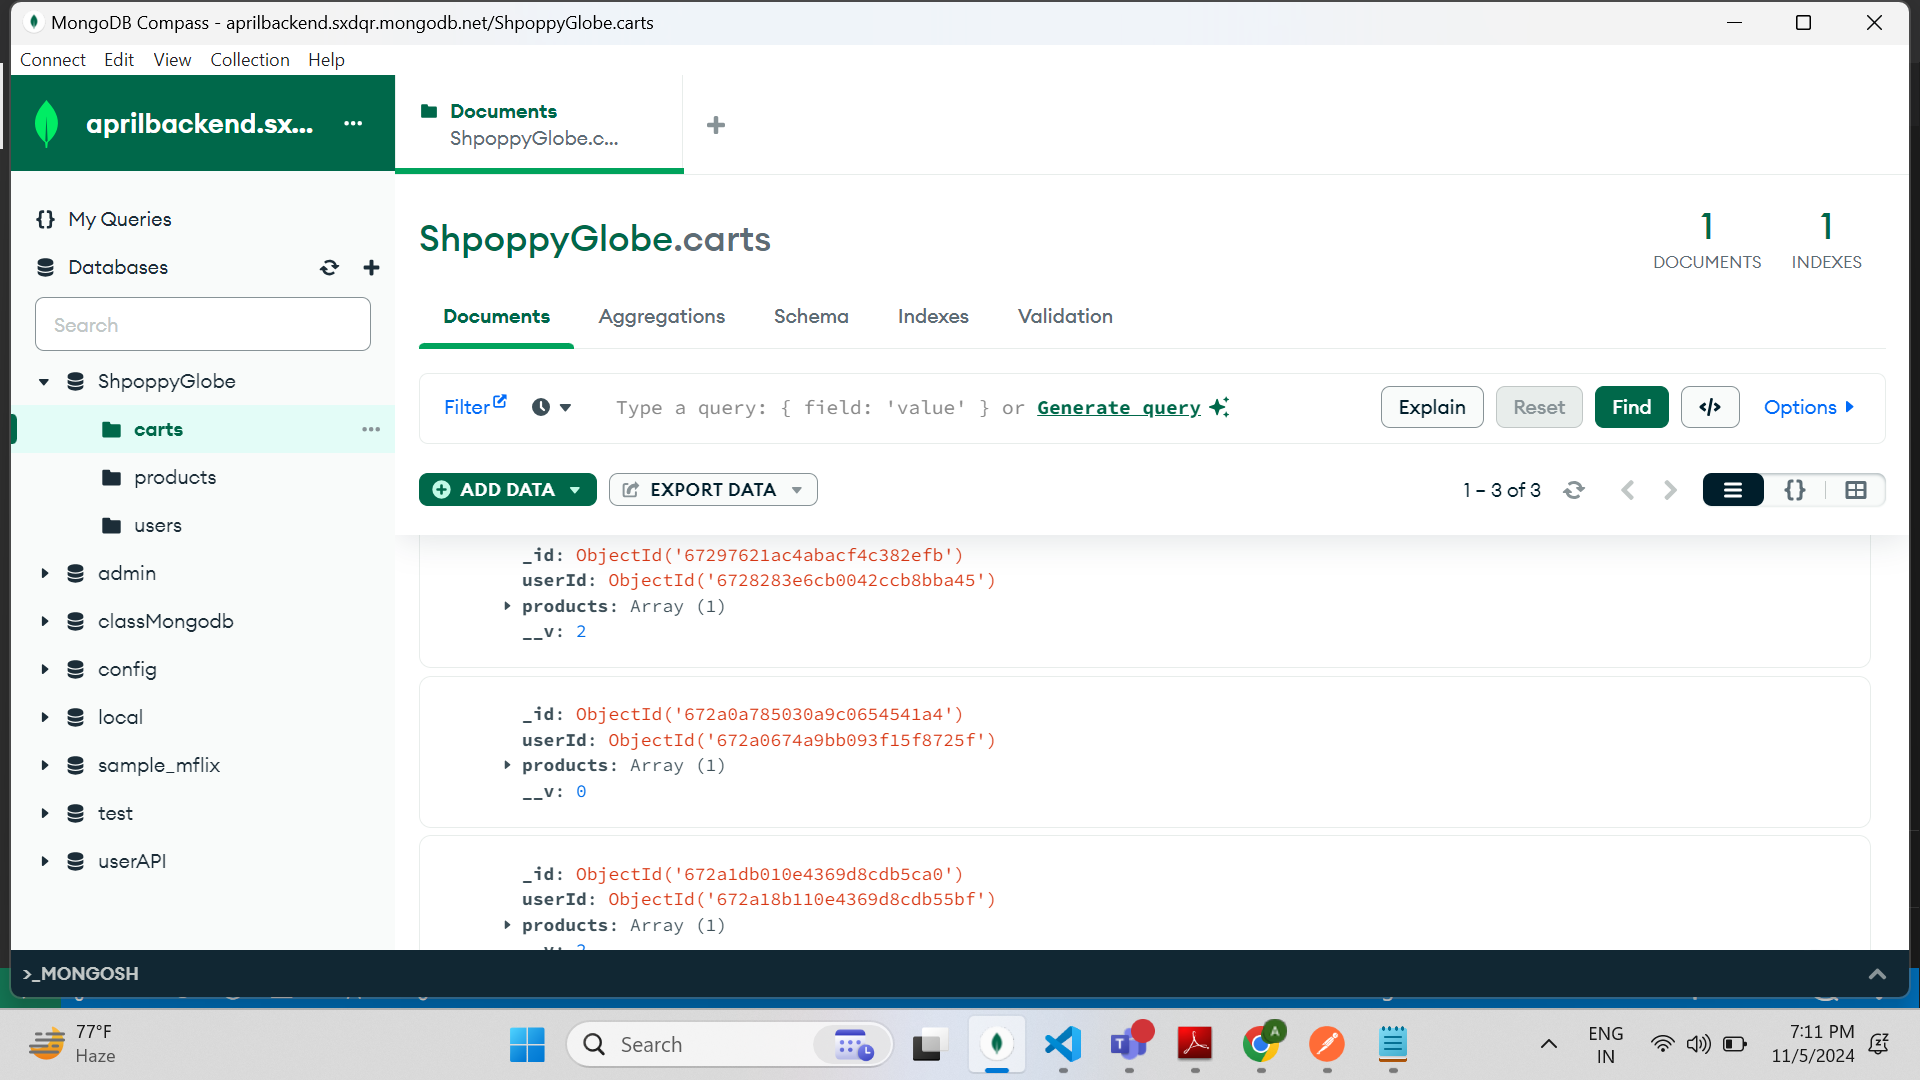 MongoDB Compass - aprilbackend.sxdqr.mongodb.net/ShpoppyGlobe.carts
Connect Edit View Collection Help
aprilbackend.sx... ...
Documents
ShpoppyGlobe.c...
My Queries
Databases
Search
ShpoppyGlobe
carts
products
users
admin
classMongodb
config
local
sample_mflix
test
userAPI
ShpoppyGlobe.carts
1
DOCUMENTS
1
INDEXES
Documents Aggregations Schema Indexes Validation
Filter Type a query: { field: 'value' } or Generate query Explain Reset Find </> Options
ADD DATA EXPORT DATA 1 – 3 of 3 {}
_id: ObjectId('67297621ac4abacf4c382efb')
userId: ObjectId('6728283e6cb0042ccb8bba45')
products: Array (1)
__v: 2
_id: ObjectId('672a0a785030a9c0654541a4')
userId: ObjectId('672a0674a9bb093f15f8725f')
products: Array (1)
__v: 0
_id: ObjectId('672a1db010e4369d8cdb5ca0')
userId: ObjectId('672a18b110e4369d8cdb55bf')
products: Array (1)
>_MONGOSH
77°F
Haze
Search
A
ENG
IN
7:11 PM
11/5/2024